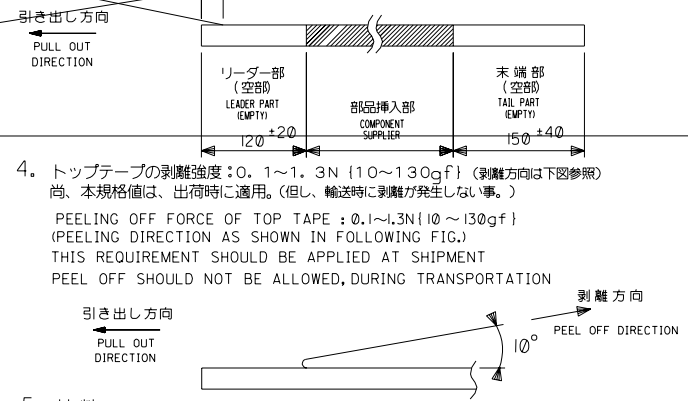 引き出し方向
PULL OUT
DIRECTION
リーダー部
(空部)
LEADER PART
(EMPTY)
120 ±20
部品挿入部
COMPONENT
SUPPLIER
末端部
(空部)
TAIL PART
(EMPTY)
150 ±40
4。トップテープの剥離強度:0. 1~1. 3N {10~130gf} (剥離方向は下図参照)
尚、本規格値は、出荷時に適用。(但し、輸送時に剥離が発生しない事。)
PEELING OFF FORCE OF TOP TAPE : 0.1~1.3N{10 ~ 130gf}
(PEELING DIRECTION AS SHOWN IN FOLLOWING FIG.)
THIS REQUIREMENT SHOULD BE APPLIED AT SHIPMENT
PEEL OFF SHOULD NOT BE ALLOWED, DURING TRANSPORTATION
引き出し方向
PULL OUT
DIRECTION
剥離方向
PEEL OFF DIRECTION
10°